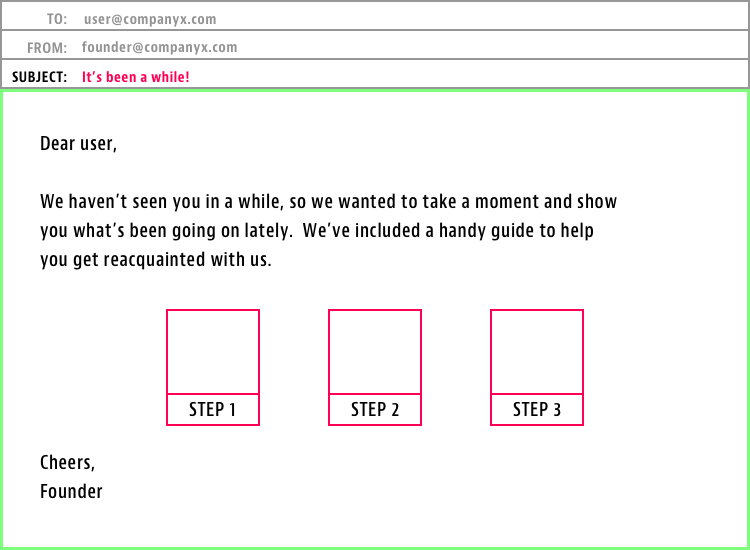 TO: user@companyx.com
FROM: founder@companyx.com
SUBJECT: It's been a while!
Dear user,
We haven't seen you in a while, so we wanted to take a moment and show
you what's been going on lately.  We've included a handy guide to help
you get reacquainted with us.
STEP 1 STEP 2 STEP 3
Cheers,
Founder